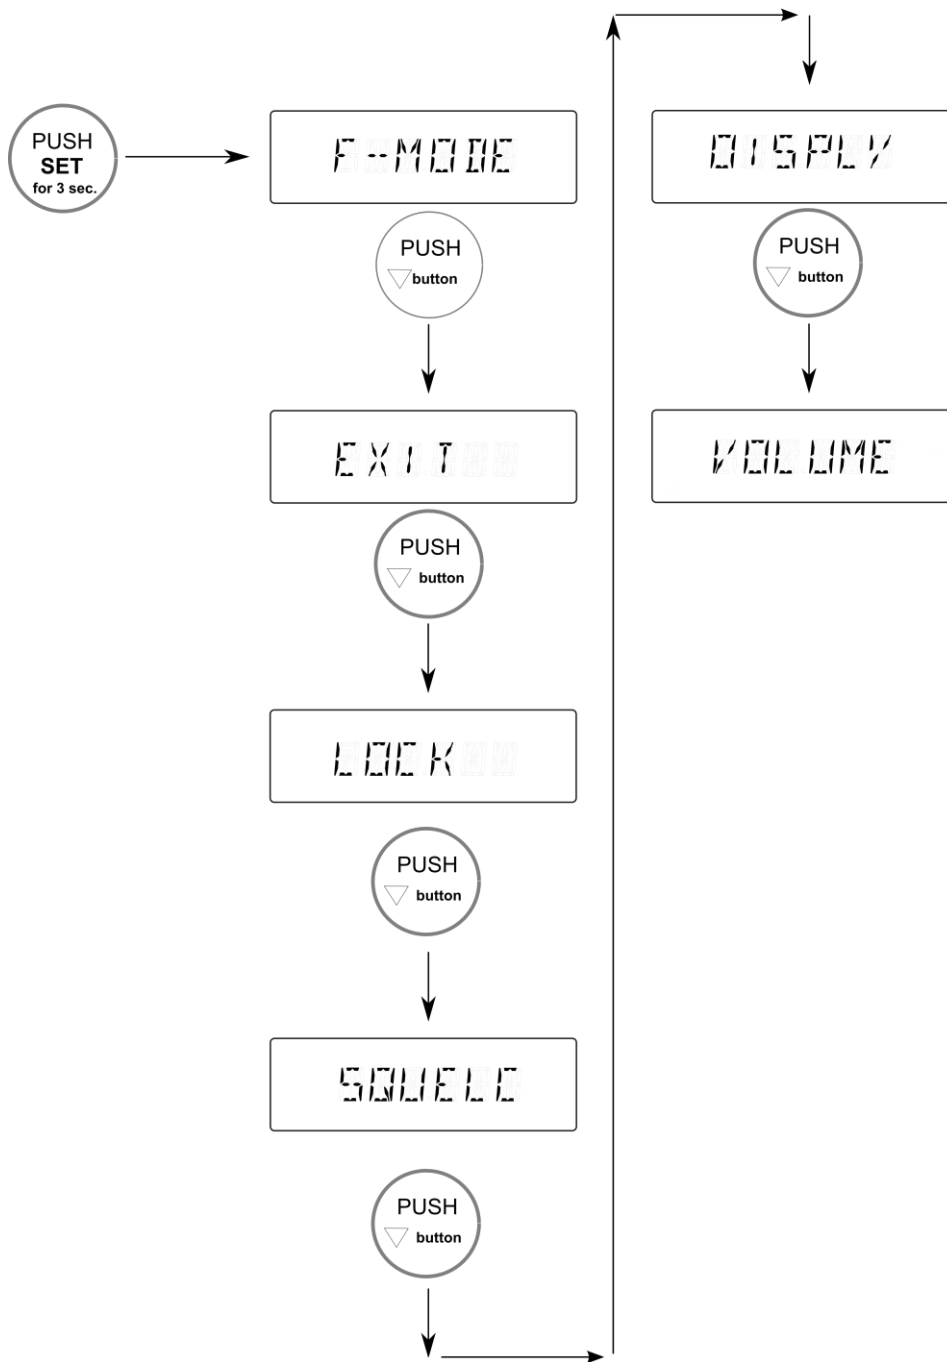 PUSH
SET
for 3 sec.
F-MODE
PUSH
button
EXIT
PUSH
button
LOCK
PUSH
button
SQUELC
PUSH
button
DISPLY
PUSH
button
VOLUME